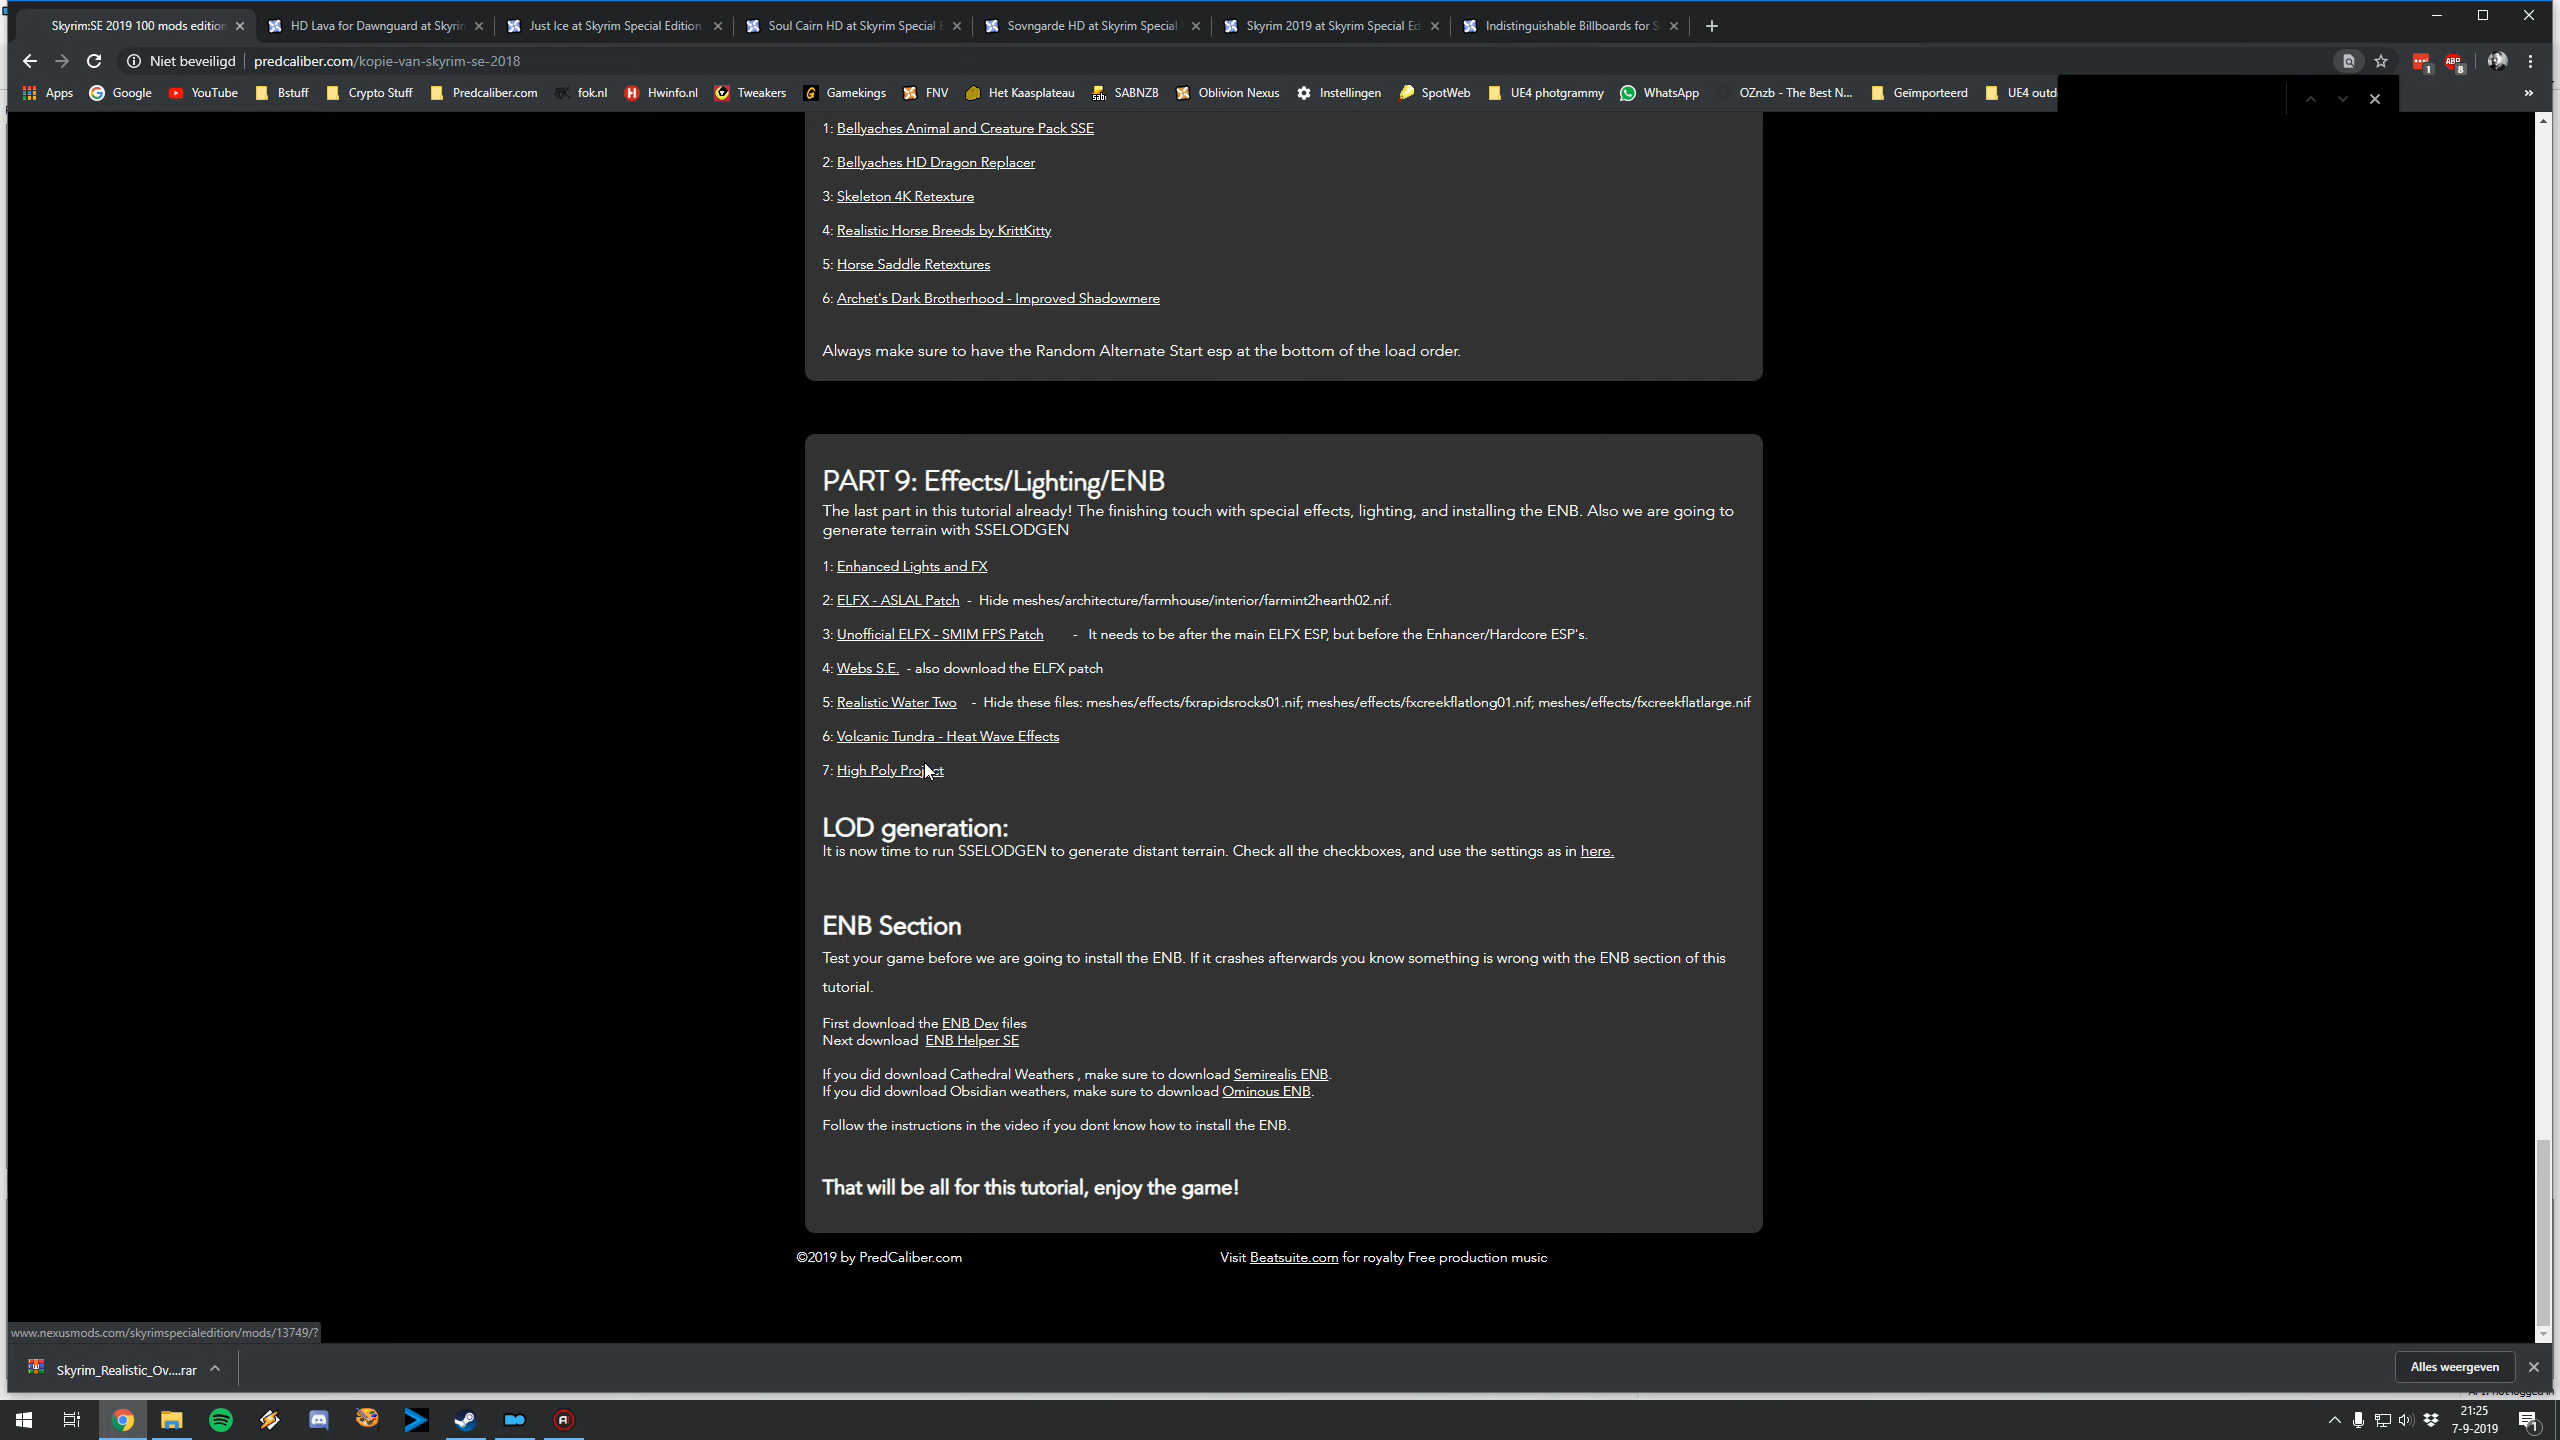 Skyrim:SE 2019 100 mods edition
HD Lava for Dawnguard at Skyrim
Just Ice at Skyrim Special Edition
Soul Cairn HD at Skyrim Special E
Sovngarde HD at Skyrim Special
Skyrim 2019 at Skyrim Special Ed
Indistinguishable Billboards for S
Niet beveiligd
predcaliber.com/kopie-van-skyrim-se-2018
1
ABP
8
Apps
Google
YouTube
Bstuff
Crypto Stuff
Predcaliber.com
fok.nl
Hwinfo.nl
Tweakers
Gamekings
FNV
Het Kaasplateau
SABNZB
Oblivion Nexus
Instellingen
SpotWeb
UE4 photgrammy
WhatsApp
OZnzb - The Best N...
Geïmporteerd
UE4 outd
1: Bellyaches Animal and Creature Pack SSE
2: Bellyaches HD Dragon Replacer
3: Skeleton 4K Retexture
4: Realistic Horse Breeds by KrittKitty
5: Horse Saddle Retextures
6: Archet's Dark Brotherhood - Improved Shadowmere
Always make sure to have the Random Alternate Start esp at the bottom of the load order.
PART 9: Effects/Lighting/ENB
The last part in this tutorial already! The finishing touch with special effects, lighting, and installing the ENB. Also we are going to
generate terrain with SSELODGEN
1: Enhanced Lights and FX
2: ELFX - ASLAL Patch - Hide meshes/architecture/farmhouse/interior/farmint2hearth02.nif.
3: Unofficial ELFX - SMIM FPS Patch - It needs to be after the main ELFX ESP, but before the Enhancer/Hardcore ESP's.
4: Webs S.E. - also download the ELFX patch
5: Realistic Water Two - Hide these files: meshes/effects/fxrapidsrocks01.nif; meshes/effects/fxcreekflatlong01.nif; meshes/effects/fxcreekflatlarge.nif
6: Volcanic Tundra - Heat Wave Effects
7: High Poly Project
LOD generation:
It is now time to run SSELODGEN to generate distant terrain. Check all the checkboxes, and use the settings as in here.
ENB Section
Test your game before we are going to install the ENB. If it crashes afterwards you know something is wrong with the ENB section of this
tutorial.
First download the ENB Dev files
Next download ENB Helper SE
If you did download Cathedral Weathers , make sure to download Semirealis ENB.
If you did download Obsidian weathers, make sure to download Ominous ENB.
Follow the instructions in the video if you dont know how to install the ENB.
That will be all for this tutorial, enjoy the game!
©2019 by PredCaliber.com
Visit Beatsuite.com for royalty Free production music
www.nexusmods.com/skyrimspecialedition/mods/13749/?
Skyrim_Realistic_Ov....rar
Alles weergeven
21:25
7-9-2019
1